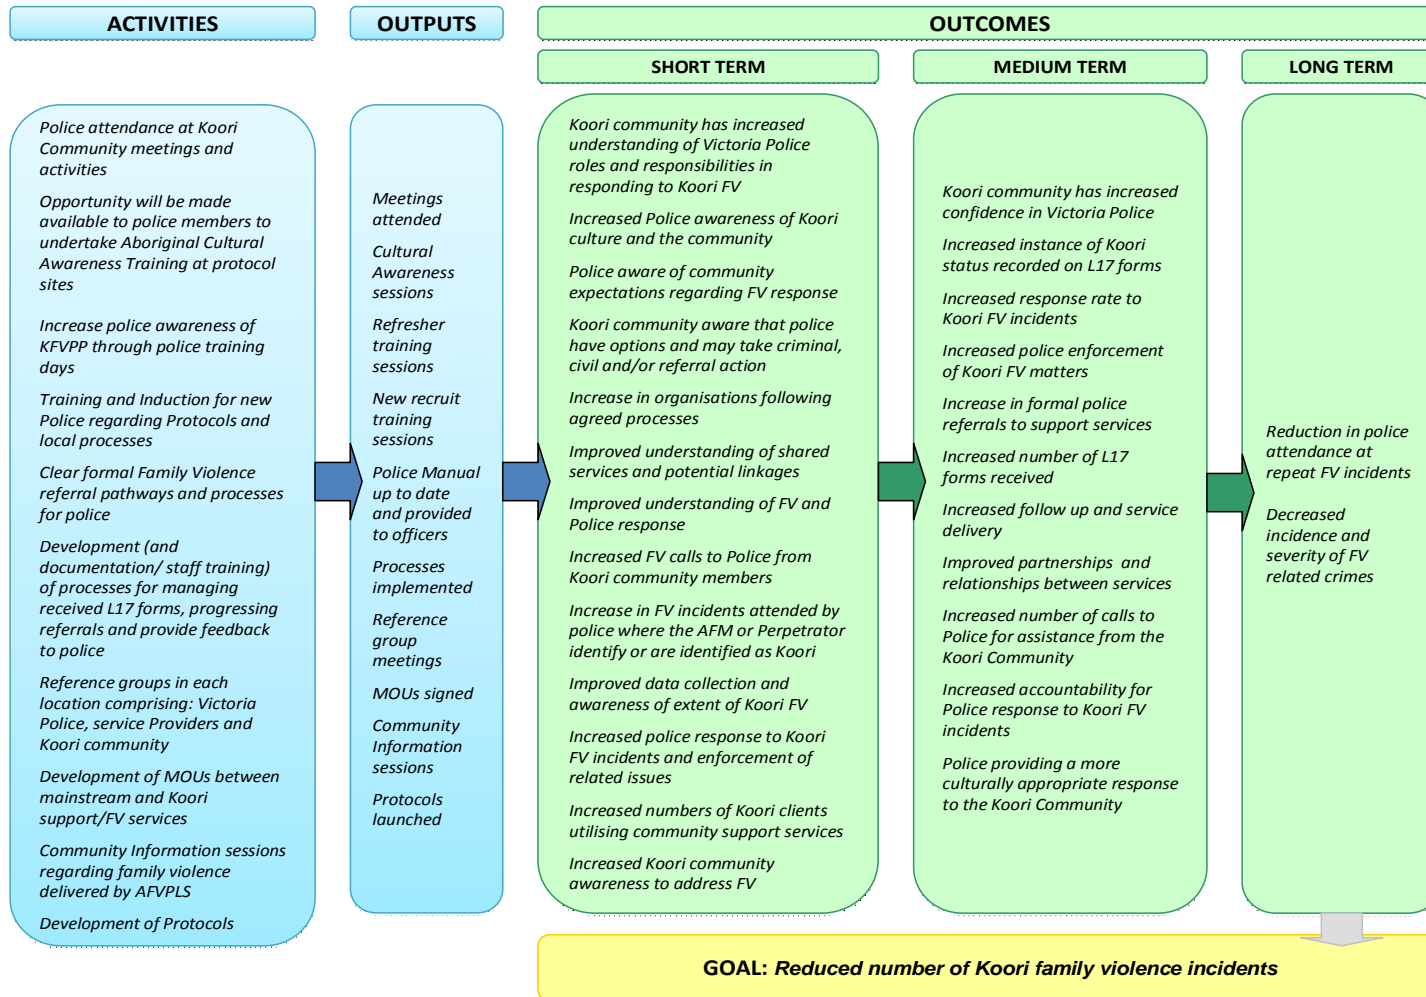 ACTIVITIES
OUTPUTS
OUTCOMES
SHORT TERM
MEDIUM TERM
LONG TERM
Police attendance at Koori
Community meetings and
activities
Opportunity will be made
available to police members to
undertake Aboriginal Cultural
Awareness Training at protocol
sites
Increase police awareness of
KFVPP through police training
days
Training and Induction for new
Police regarding Protocols and
local processes
Clear formal Family Violence
referral pathways and processes
for police
Development (and
documentation/ staff training)
of processes for managing
received L17 forms, progressing
referrals and provide feedback
to police
Reference groups in each
location comprising: Victoria
Police, service Providers and
Koori community
Development of MOUs between
mainstream and Koori
support/FV services
Community Information sessions
regarding family violence
delivered by AFVPLS
Development of Protocols
Meetings
attended
Cultural
Awareness
sessions
Refresher
training
sessions
New recruit
training
sessions
Police Manual
up to date
and provided
to officers
Processes
implemented
Reference
group
meetings
MOUs signed
Community
Information
sessions
Protocols
launched
Koori community has increased
understanding of Victoria Police
roles and responsibilities in
responding to Koori FV
Increased Police awareness of Koori
culture and the community
Police aware of community
expectations regarding FV response
Koori community aware that police
have options and may take criminal,
civil and/or referral action
Increase in organisations following
agreed processes
Improved understanding of shared
services and potential linkages
Improved understanding of FV and
Police response
Increased FV calls to Police from
Koori community members
Increase in FV incidents attended by
police where the AFM or Perpetrator
identify or are identified as Koori
Improved data collection and
awareness of extent of Koori FV
Increased police response to Koori
FV incidents and enforcement of
related issues
Increased numbers of Koori clients
utilising community support services
Increased Koori community
awareness to address FV
Koori community has increased
confidence in Victoria Police
Increased instance of Koori
status recorded on L17 forms
Increased response rate to
Koori FV incidents
Increased police enforcement
of Koori FV matters
Increase in formal police
referrals to support services
Increased number of L17
forms received
Increased follow up and service
delivery
Improved partnerships and
relationships between services
Increased number of calls to
Police for assistance from the
Koori Community
Increased accountability for
Police response to Koori FV
incidents
Police providing a more
culturally appropriate response
to the Koori Community
Reduction in police
attendance at
repeat FV incidents
Decreased
incidence and
severity of FV
related crimes
GOAL: Reduced number of Koori family violence incidents